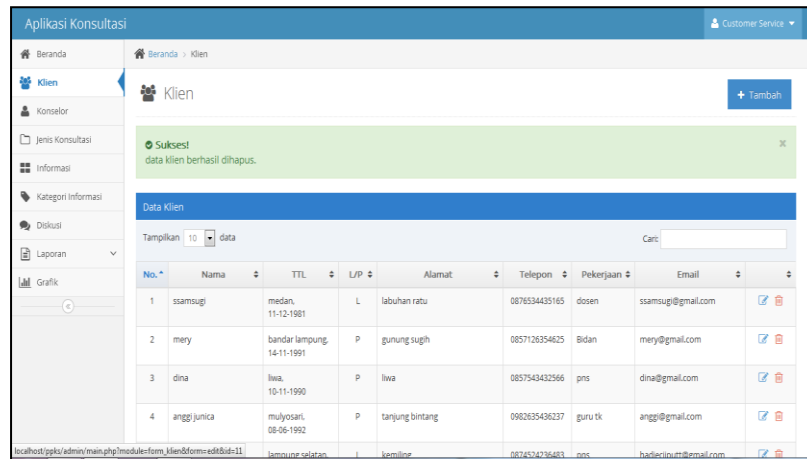 Aplikasi Konsultasi
Customer Service
Beranda
Klien
Konselor
Jenis Konsultasi
Informasi
Kategori Informasi
Diskusi
Laporan
Grafik
Beranda > Klien
Klien
+ Tambah
Sukses! x
data klien berhasil dihapus.
Data Klien
Tampilkan 10 data Cari:
No. Nama TTL L/P Alamat Telepon Pekerjaan Email
1 ssamsugi medan, 11-12-1981 L labuhan ratu 0876534435165 dosen ssamsugi@gmail.com
2 mery bandar lampung, 14-11-1991 P gunung sugih 0857126354625 Bidan mery@gmail.com
3 dina liwa, 10-11-1990 P liwa 0857543432566 pns dina@gmail.com
4 anggi junica mulyosari, 08-06-1992 P tanjung bintang 0982635436237 guru tk anggi@gmail.com
lampung selatan, L kemiling 0874524736483 pns
localhost/ppks/admin/main.php?module=form_klien&form=edit&id=11